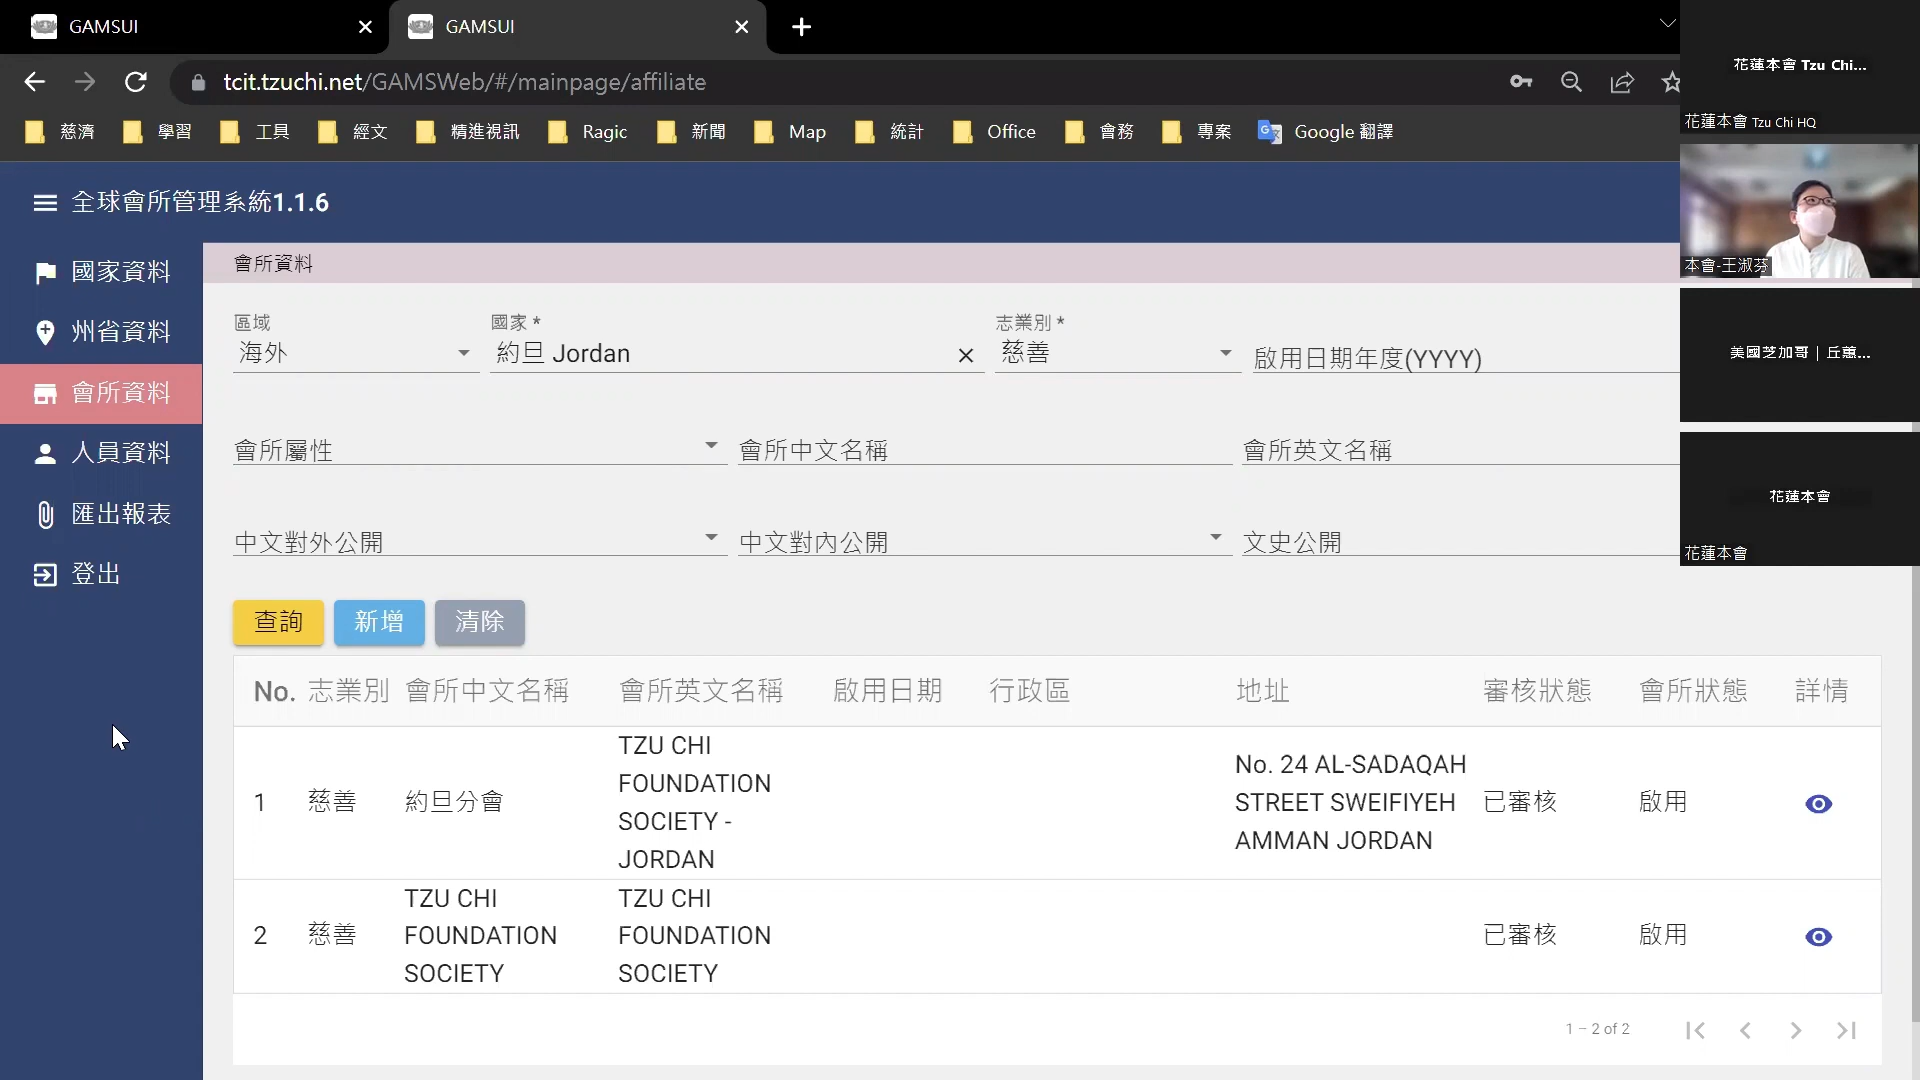 GAMSUI
GAMSUI
tcit.tzuchi.net/GAMSWeb/#/mainpage/affiliate
慈濟 學習 工具 經文 精進視訊 Ragic 新聞 Map 統計 Office 會務 專案 Google 翻譯
全球會所管理系統1.1.6
國家資料
州省資料
會所資料
人員資料
匯出報表
登出
會所資料
區域 國家 * 志業別 *
海外 約旦 Jordan 慈善 啟用日期年度(YYYY)
會所屬性 會所中文名稱 會所英文名稱
中文對外公開 中文對內公開 文史公開
查詢 新增 清除
No. 志業別 會所中文名稱 會所英文名稱 啟用日期 行政區 地址 審核狀態 會所狀態 詳情
1 慈善 約旦分會
TZU CHI
FOUNDATION
SOCIETY -
JORDAN
No. 24 AL-SADAQAH
STREET SWEIFIYEH
AMMAN JORDAN
已審核 啟用
2 慈善
TZU CHI
FOUNDATION
SOCIETY
TZU CHI
FOUNDATION
SOCIETY
已審核 啟用
1 – 2 of 2
花蓮本會 Tzu Chi...
花蓮本會 Tzu Chi HQ
本會-王淑芬
美國芝加哥｜丘蕙...
花蓮本會
花蓮本會